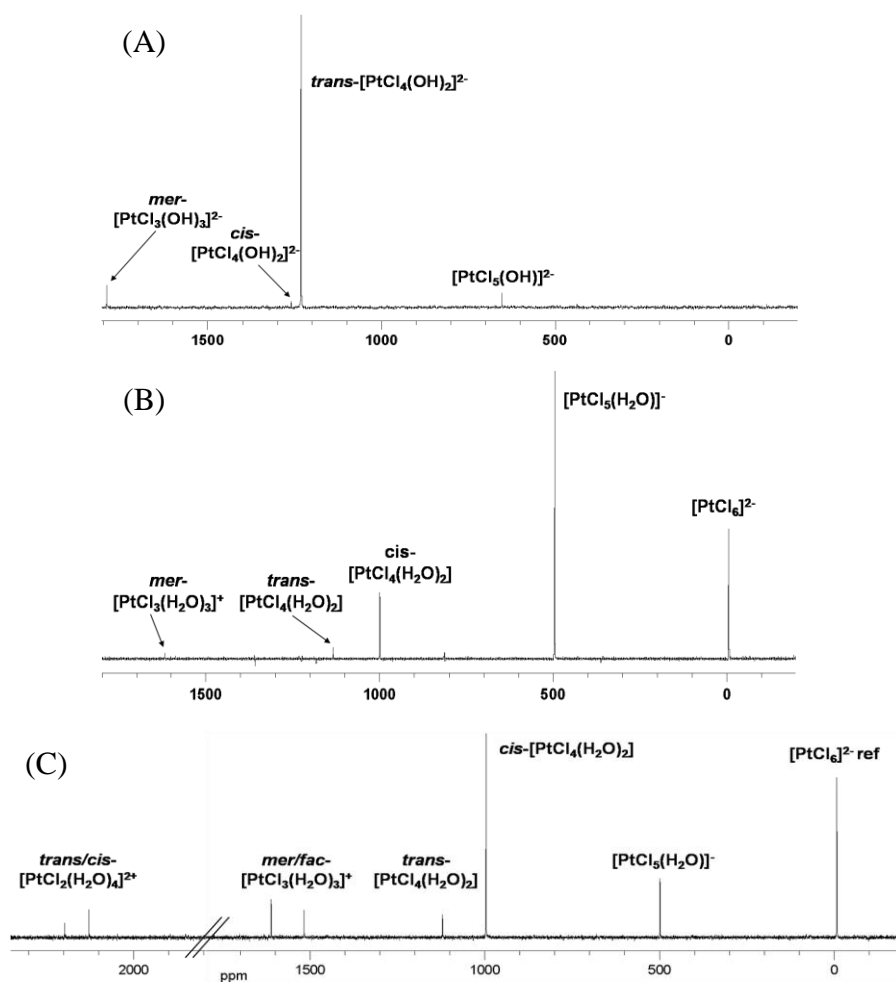 (A)
trans-[PtCl₄(OH)₂]²⁻
mer-
[PtCl₃(OH)₃]²⁻
cis-
[PtCl₄(OH)₂]²⁻
[PtCl₅(OH)]²⁻
1500 1000 500 0
(B)
[PtCl₅(H₂O)]⁻
[PtCl₆]²⁻
cis-
[PtCl₄(H₂O)₂]
mer-
[PtCl₃(H₂O)₃]⁺
trans-
[PtCl₄(H₂O)₂]
1500 1000 500 0
(C)
cis-[PtCl₄(H₂O)₂]
[PtCl₆]²⁻ ref
trans/cis-
[PtCl₂(H₂O)₄]²⁺
mer/fac-
[PtCl₃(H₂O)₃]⁺
trans-
[PtCl₄(H₂O)₂]
[PtCl₅(H₂O)]⁻
2000 ppm 1500 1000 500 0